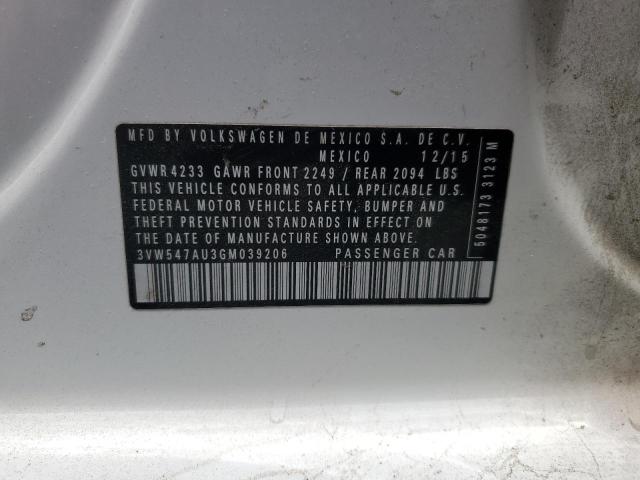 MFD BY VOLKSWAGEN DE MEXICO S.A. DE C.V.
MEXICO 12/15
GVWR 4233 GAWR FRONT 2249 / REAR 2094 LBS
THIS VEHICLE CONFORMS TO ALL APPLICABLE U.S.
FEDERAL MOTOR VEHICLE SAFETY, BUMPER AND
THEFT PREVENTION STANDARDS IN EFFECT ON
THE DATE OF MANUFACTURE SHOWN ABOVE.
3VW547AU3GM039206 PASSENGER CAR
5048173 3123 M